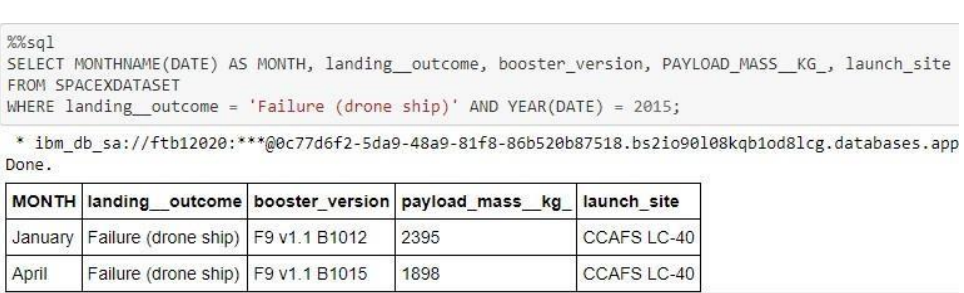 %%sql
SELECT MONTHNAME(DATE) AS MONTH, landing__outcome, booster_version, PAYLOAD_MASS__KG_, launch_site
FROM SPACEXDATASET
WHERE landing__outcome = 'Failure (drone ship)' AND YEAR(DATE) = 2015;
* ibm_db_sa://ftb12020:***@0c77d6f2-5da9-48a9-81f8-86b520b87518.bs2io90l08kqb1od8lcg.databases.app
Done.
MONTH landing__outcome booster_version payload_mass__kg_ launch_site
January Failure (drone ship) F9 v1.1 B1012 2395 CCAFS LC-40
April Failure (drone ship) F9 v1.1 B1015 1898 CCAFS LC-40